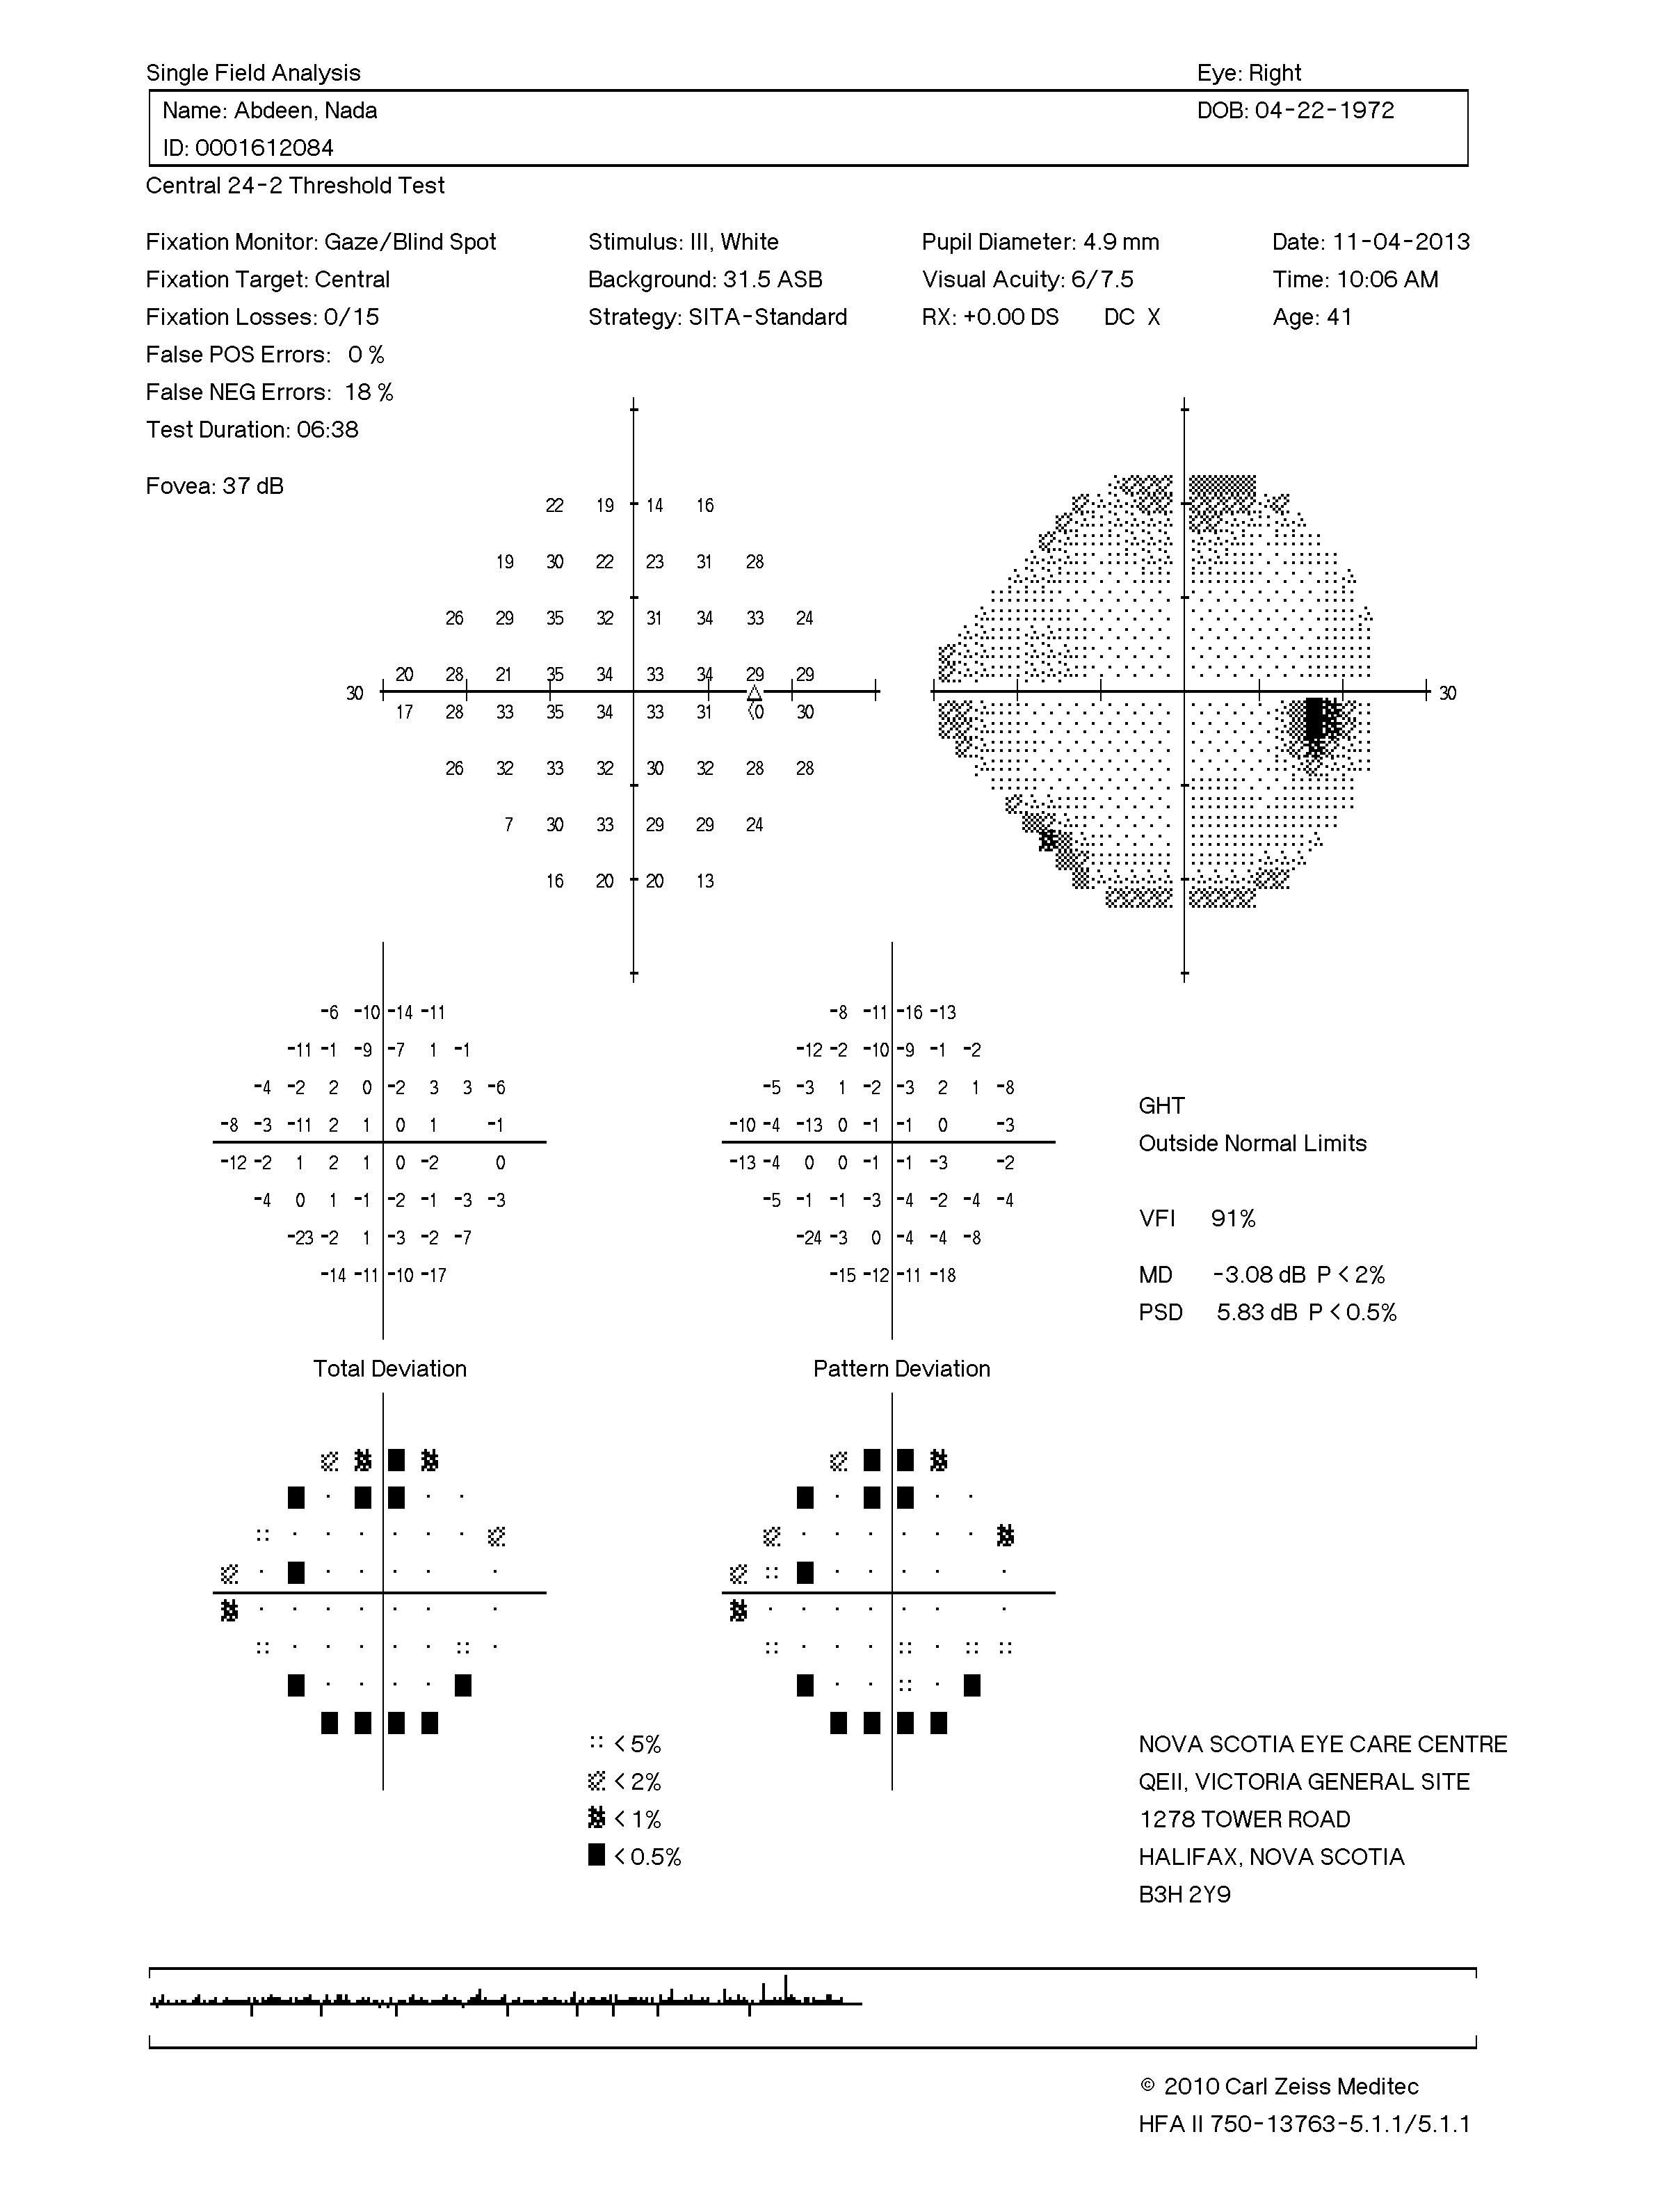 Single Field Analysis Eye: Right
Name: Abdeen, Nada DOB: 04-22-1972
ID: 0001612084
Central 24-2 Threshold Test
Fixation Monitor: Gaze/Blind Spot Stimulus: III, White Pupil Diameter: 4.9 mm Date: 11-04-2013
Fixation Target: Central Background: 31.5 ASB Visual Acuity: 6/7.5 Time: 10:06 AM
Fixation Losses: 0/15 Strategy: SITA-Standard RX: +0.00 DS DC X Age: 41
False POS Errors: 0 %
False NEG Errors: 18 %
Test Duration: 06:38
Fovea: 37 dB
22 19 14 16
19 30 22 23 31 28
26 29 35 32 31 34 33 24
20 28 21 35 34 33 34 29 29
30 30
17 28 33 35 34 33 31 <0 30
26 32 33 32 30 32 28 28
7 30 33 29 29 24
16 20 20 13
-6 -10 -14 -11 -8 -11 -16 -13
-11 -1 -9 -7 1 -1 -12 -2 -10 -9 -1 -2
-4 -2 2 0 -2 3 3 -6 -5 -3 1 -2 -3 2 1 -8
-8 -3 -11 2 1 0 1 -1 -10 -4 -13 0 -1 -1 0 -3
-12 -2 1 2 1 0 -2 0 -13 -4 0 0 -1 -1 -3 -2
-4 0 1 -1 -2 -1 -3 -3 -5 -1 -1 -3 -4 -2 -4 -4
-23 -2 1 -3 -2 -7 -24 -3 0 -4 -4 -8
-14 -11 -10 -17 -15 -12 -11 -18
GHT
Outside Normal Limits
VFI 91%
MD -3.08 dB P < 2%
PSD 5.83 dB P < 0.5%
Total Deviation Pattern Deviation
< 5%
< 2%
< 1%
< 0.5%
NOVA SCOTIA EYE CARE CENTRE
QEII, VICTORIA GENERAL SITE
1278 TOWER ROAD
HALIFAX, NOVA SCOTIA
B3H 2Y9
© 2010 Carl Zeiss Meditec
HFA II 750-13763-5.1.1/5.1.1